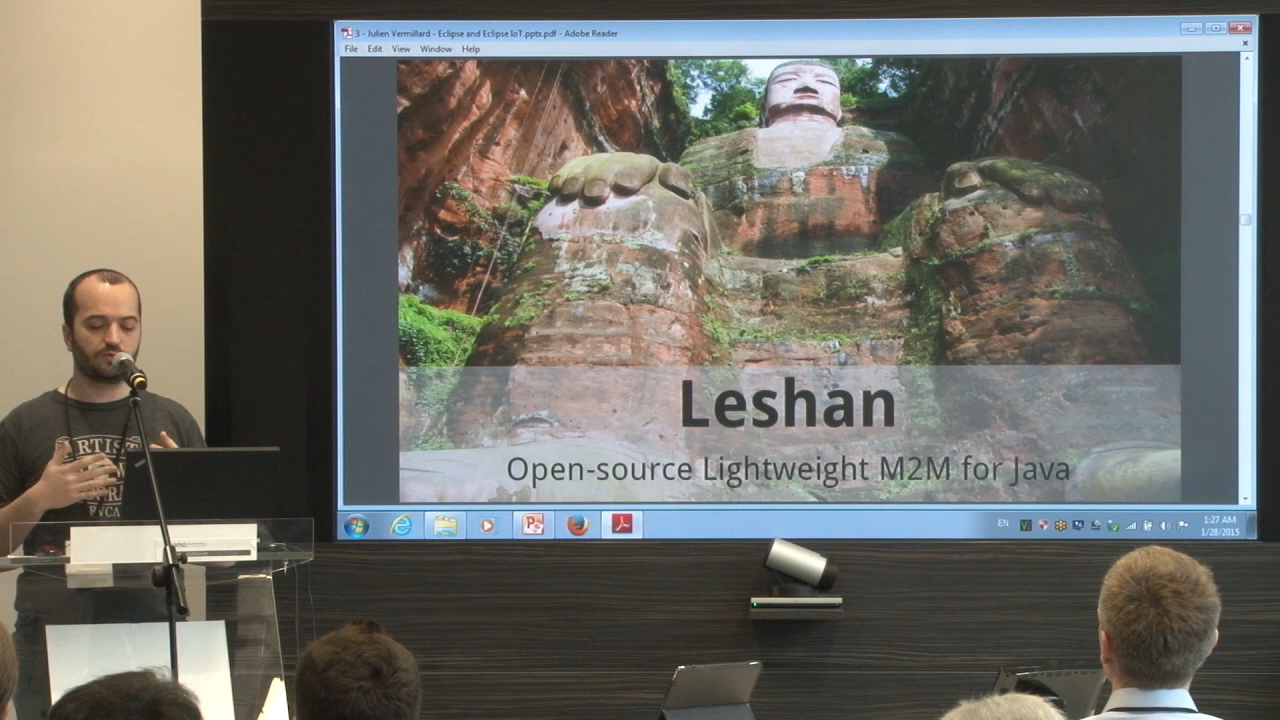 3 - Julien Vermillard - Eclipse and Eclipse IoT.pptx.pdf - Adobe Reader
File Edit View Window Help
Leshan
Open-source Lightweight M2M for Java
EN
1:27 AM
1/28/2015
ARTIST